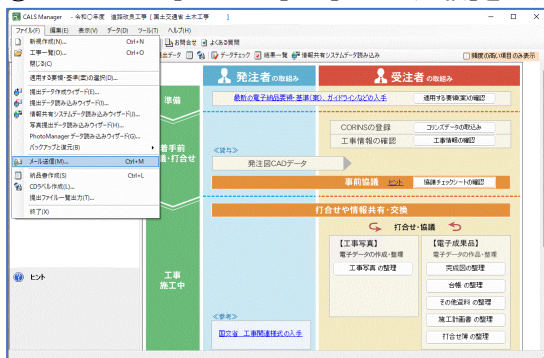 CALS Manager - 令和〇年度 道路改良工事 [ 国土交通省 土木工事 ]
ファイル(F) 編集(E) 表示(V) データ(D) ツール(T) ヘルプ(H)
新規作成(N)... Ctrl+N
工事一覧(O)... Ctrl+O
閉じる(C)
適用する要領・基準(案)の選択(D)...
提出データ作成ウィザード(E)...
提出データ読み込みウィザード(I)...
情報共有システムデータ読み込みウィザード(J)...
写真提出データ読み込みウィザード(H)...
PhotoManagerデータ読み込みウィザード(G)...
バックアップと復元(B)
メール送信(M)... Ctrl+M
納品書作成(S) Ctrl+L
CDラベル作成(L)...
提出ファイル一覧出力(T)...
終了(X)
ヒント
お問合せ よくある質問
出データ データチェック 結果一覧 情報共有システムデータ読み込み 頻度の高い項目のみ表示
発注者の取組み
受注者の取組み
準備
最新の電子納品要領・基準(案)、ガイドラインなどの入手
適用する要領(案)の確認
着手前
議・打合せ
CORINSの登録 コリンズデータの取込み
工事情報の確認 工事情報の確認
<貸与>
発注図CADデータ
事前協議 ヒント 協議チェックシートの確認
打合せや情報共有・交換
打合せ・協議
【工事写真】
電子データの作成・整理
工事写真 の整理
【電子成果品】
電子データの作品・整理
完成図の整理
台帳 の整理
その他資料 の整理
施工計画書 の整理
打合せ簿 の整理
工事
施工中
<参考>
国交省 工事関連様式の入手